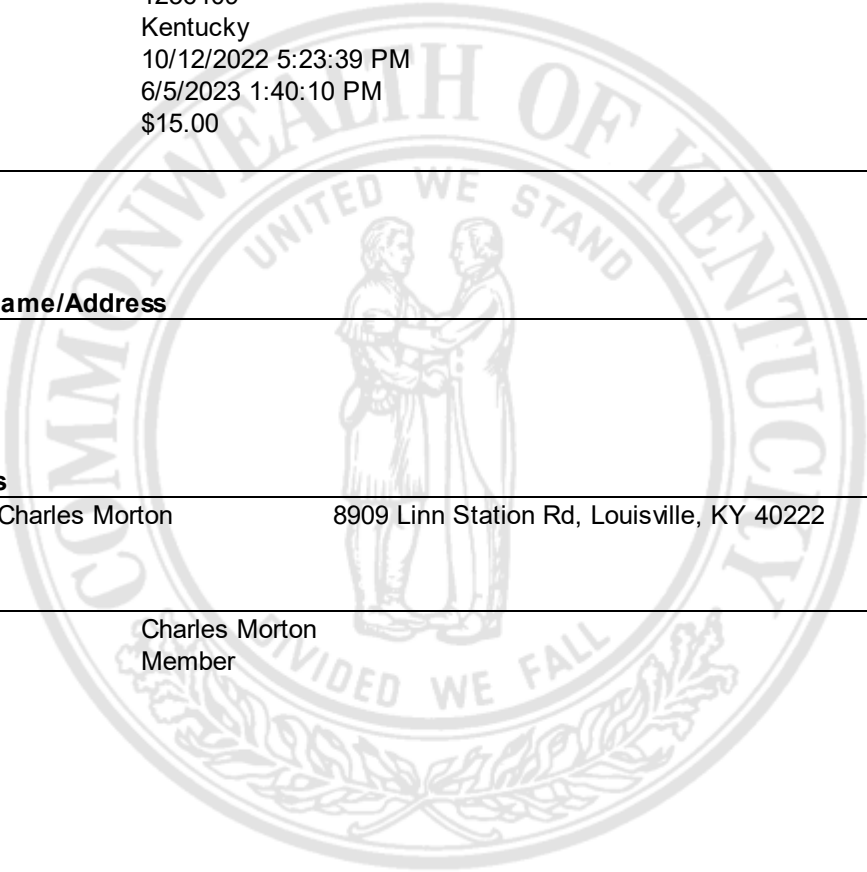 Kentucky
10/12/2022 5:23:39 PM
6/5/2023 1:40:10 PM
$15.00
COMMONWEALTH OF KENTUCKY
UNITED WE STAND
ame/Address
s
Charles Morton 8909 Linn Station Rd, Louisville, KY 40222
Charles Morton
Member
DIVIDED WE FALL